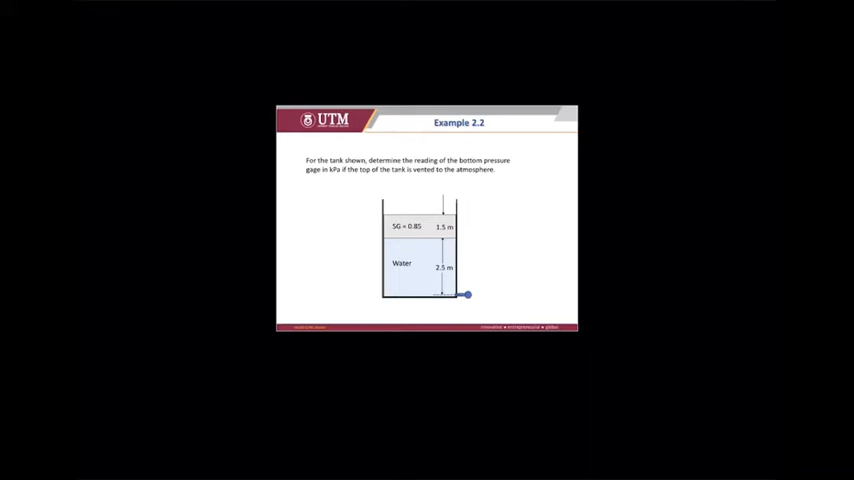 UTM
Example 2.2
For the tank shown, determine the reading of the bottom pressure
gage in kPa if the top of the tank is vented to the atmosphere.
SG = 0.85 1.5 m
Water
2.5 m
innovative ● entrepreneurial ● global